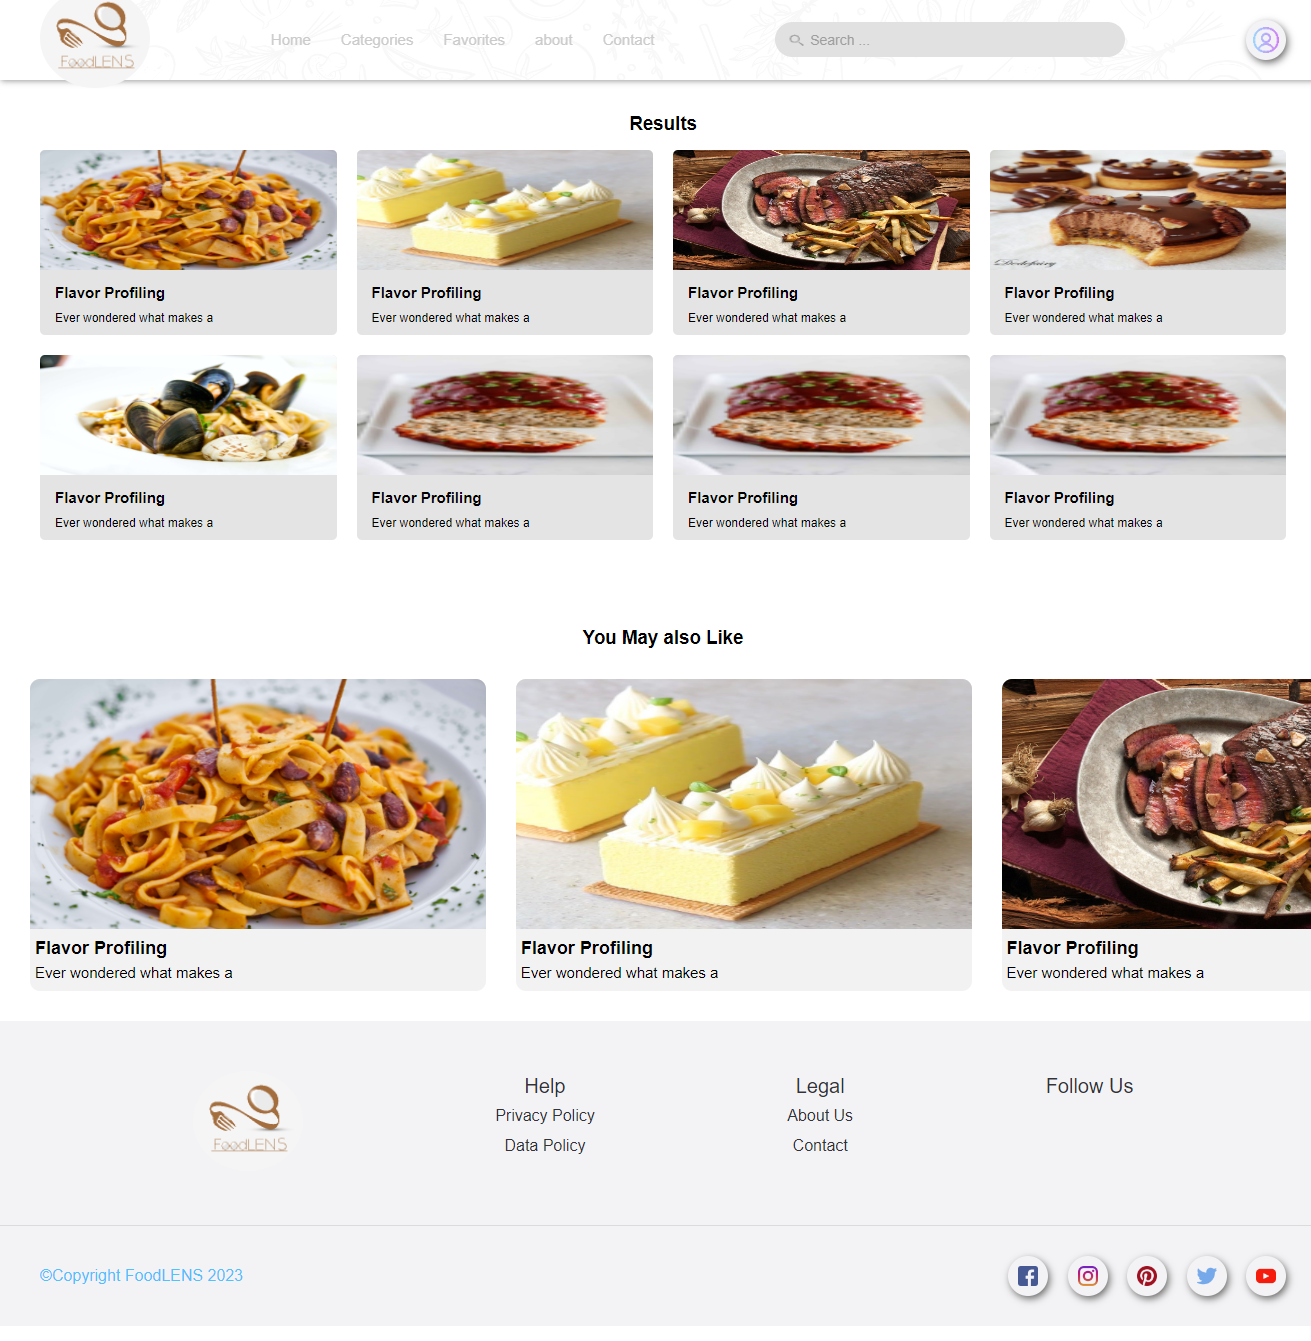 FoodLENS
Home Categories Favorites about Contact
Search ...
Results
Flavor Profiling
Ever wondered what makes a
Flavor Profiling
Ever wondered what makes a
Flavor Profiling
Ever wondered what makes a
Dodofairy
Flavor Profiling
Ever wondered what makes a
Flavor Profiling
Ever wondered what makes a
Flavor Profiling
Ever wondered what makes a
Flavor Profiling
Ever wondered what makes a
Flavor Profiling
Ever wondered what makes a
You May also Like
Flavor Profiling
Ever wondered what makes a
Flavor Profiling
Ever wondered what makes a
Flavor Profiling
Ever wondered what makes a
FoodLENS
Help
Privacy Policy
Data Policy
Legal
About Us
Contact
Follow Us
©Copyright FoodLENS 2023